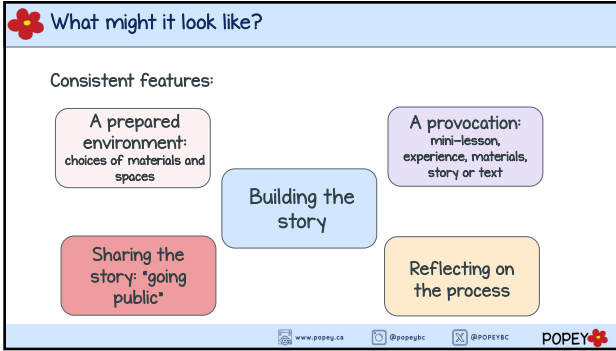 What might it look like?
Consistent features:
A prepared
environment:
choices of materials and
spaces
A provocation:
mini-lesson,
experience, materials,
story or text
Building the
story
Sharing the
story: "going
public"
Reflecting on
the process
www.popey.ca
@popeybc
@POPEYBC
POPEY